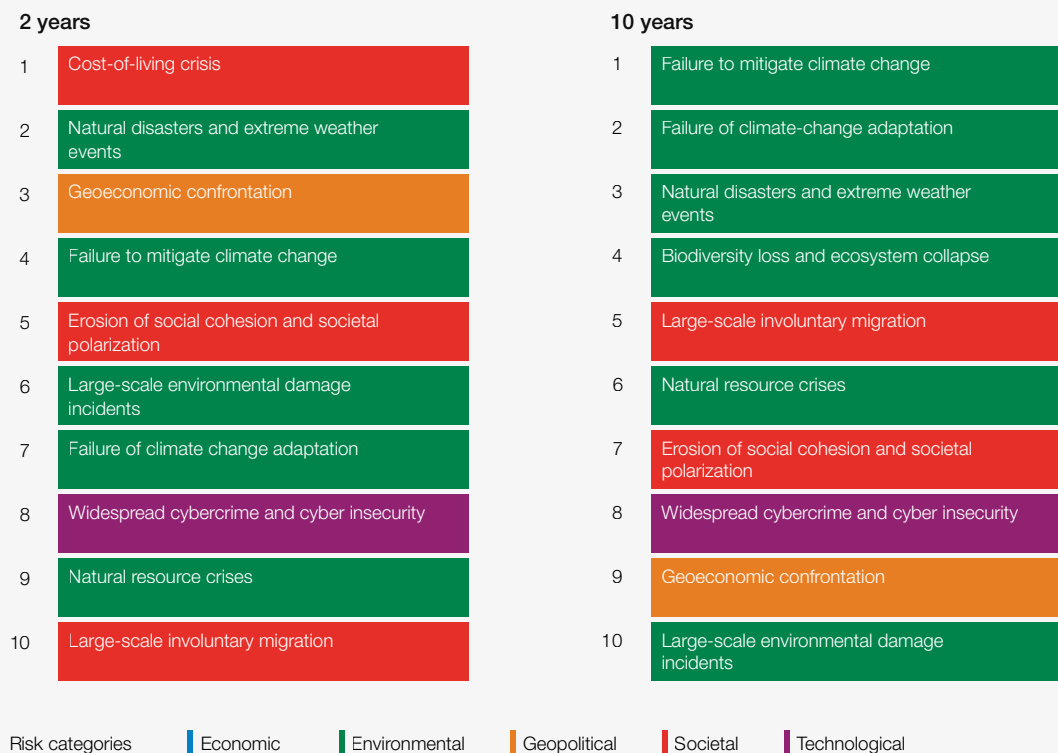 2 years
1 Cost-of-living crisis
2 Natural disasters and extreme weather
events
3 Geoeconomic confrontation
4 Failure to mitigate climate change
5 Erosion of social cohesion and societal
polarization
6 Large-scale environmental damage
incidents
7 Failure of climate change adaptation
8 Widespread cybercrime and cyber insecurity
9 Natural resource crises
10 Large-scale involuntary migration
10 years
1 Failure to mitigate climate change
2 Failure of climate-change adaptation
3 Natural disasters and extreme weather
events
4 Biodiversity loss and ecosystem collapse
5 Large-scale involuntary migration
6 Natural resource crises
7 Erosion of social cohesion and societal
polarization
8 Widespread cybercrime and cyber insecurity
9 Geoeconomic confrontation
10 Large-scale environmental damage
incidents
Risk categories Economic Environmental Geopolitical Societal Technological